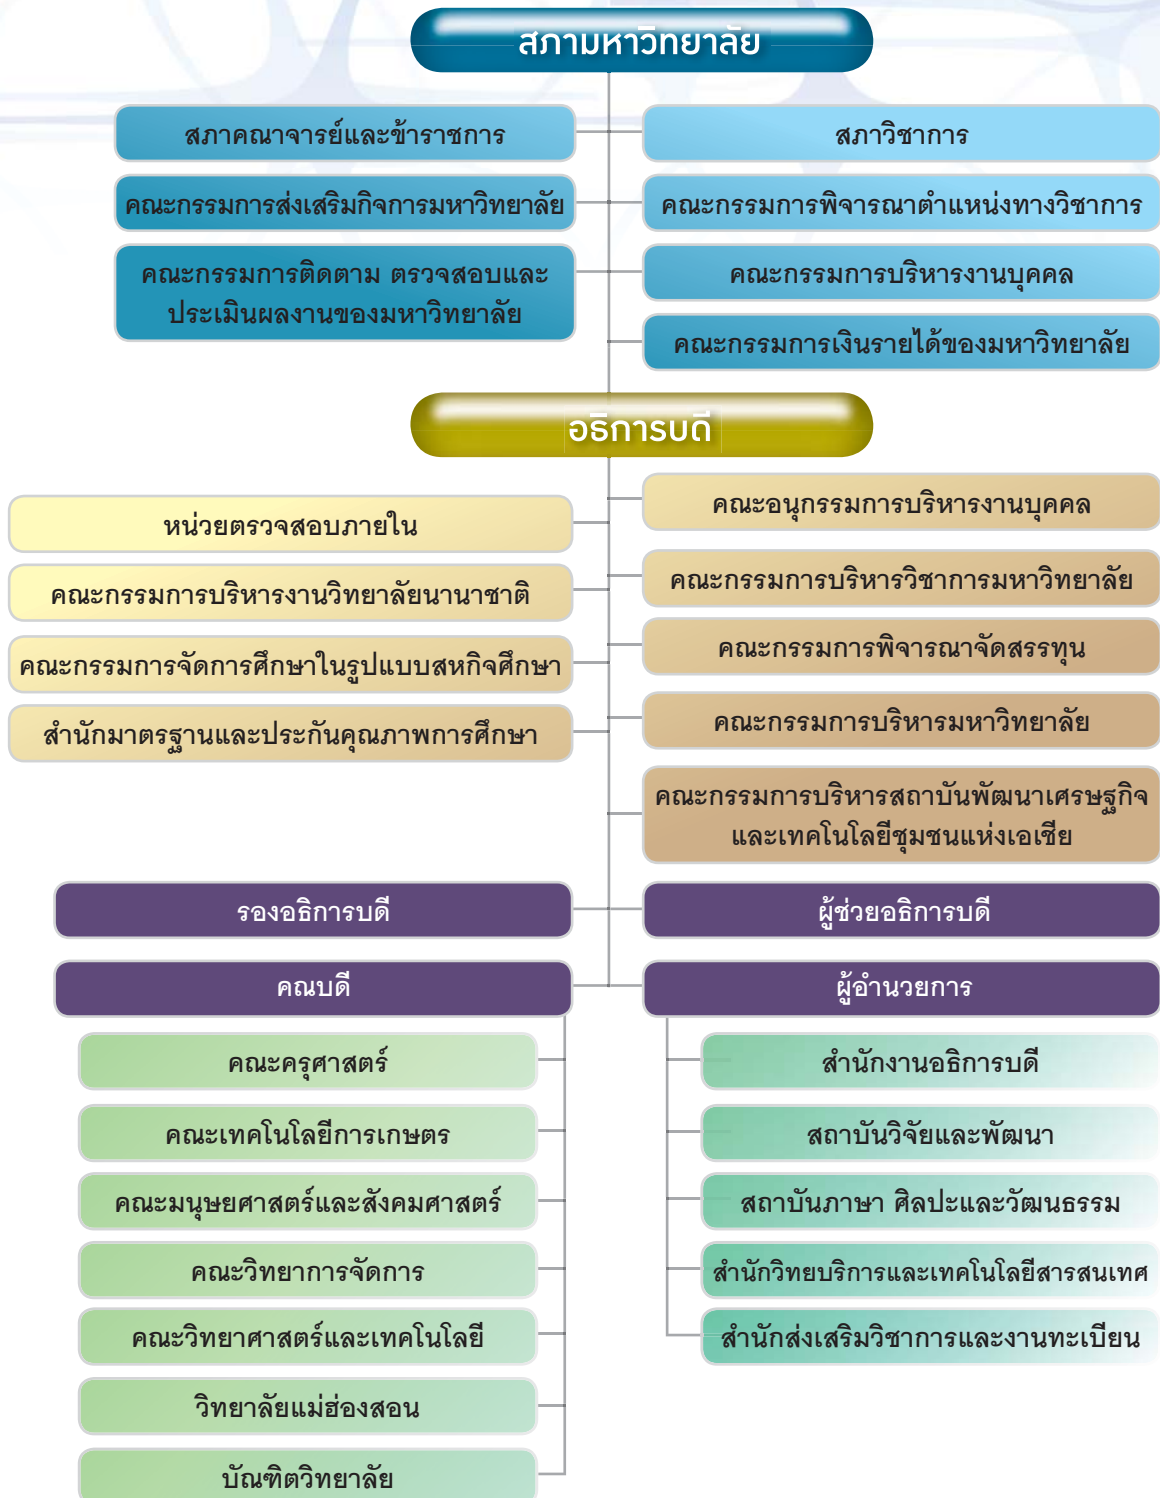 สภามหาวิทยาลัย
สภาคณาจารย์และข้าราชการ
สภาวิชาการ
คณะกรรมการส่งเสริมกิจการมหาวิทยาลัย
คณะกรรมการพิจารณาตำแหน่งทางวิชาการ
คณะกรรมการติดตาม ตรวจสอบและ
ประเมินผลงานของมหาวิทยาลัย
คณะกรรมการบริหารงานบุคคล
คณะกรรมการเงินรายได้ของมหาวิทยาลัย
อธิการบดี
หน่วยตรวจสอบภายใน
คณะกรรมการบริหารงานวิทยาลัยนานาชาติ
คณะกรรมการจัดการศึกษาในรูปแบบสหกิจศึกษา
สำนักมาตรฐานและประกันคุณภาพการศึกษา
คณะอนุกรรมการบริหารงานบุคคล
คณะกรรมการบริหารวิชาการมหาวิทยาลัย
คณะกรรมการพิจารณาจัดสรรทุน
คณะกรรมการบริหารมหาวิทยาลัย
คณะกรรมการบริหารสถาบันพัฒนาเศรษฐกิจ
และเทคโนโลยีชุมชนแห่งเอเชีย
รองอธิการบดี
ผู้ช่วยอธิการบดี
คณบดี
ผู้อำนวยการ
คณะครุศาสตร์
คณะเทคโนโลยีการเกษตร
คณะมนุษยศาสตร์และสังคมศาสตร์
คณะวิทยาการจัดการ
คณะวิทยาศาสตร์และเทคโนโลยี
วิทยาลัยแม่ฮ่องสอน
บัณฑิตวิทยาลัย
สำนักงานอธิการบดี
สถาบันวิจัยและพัฒนา
สถาบันภาษา ศิลปะและวัฒนธรรม
สำนักวิทยบริการและเทคโนโลยีสารสนเทศ
สำนักส่งเสริมวิชาการและงานทะเบียน